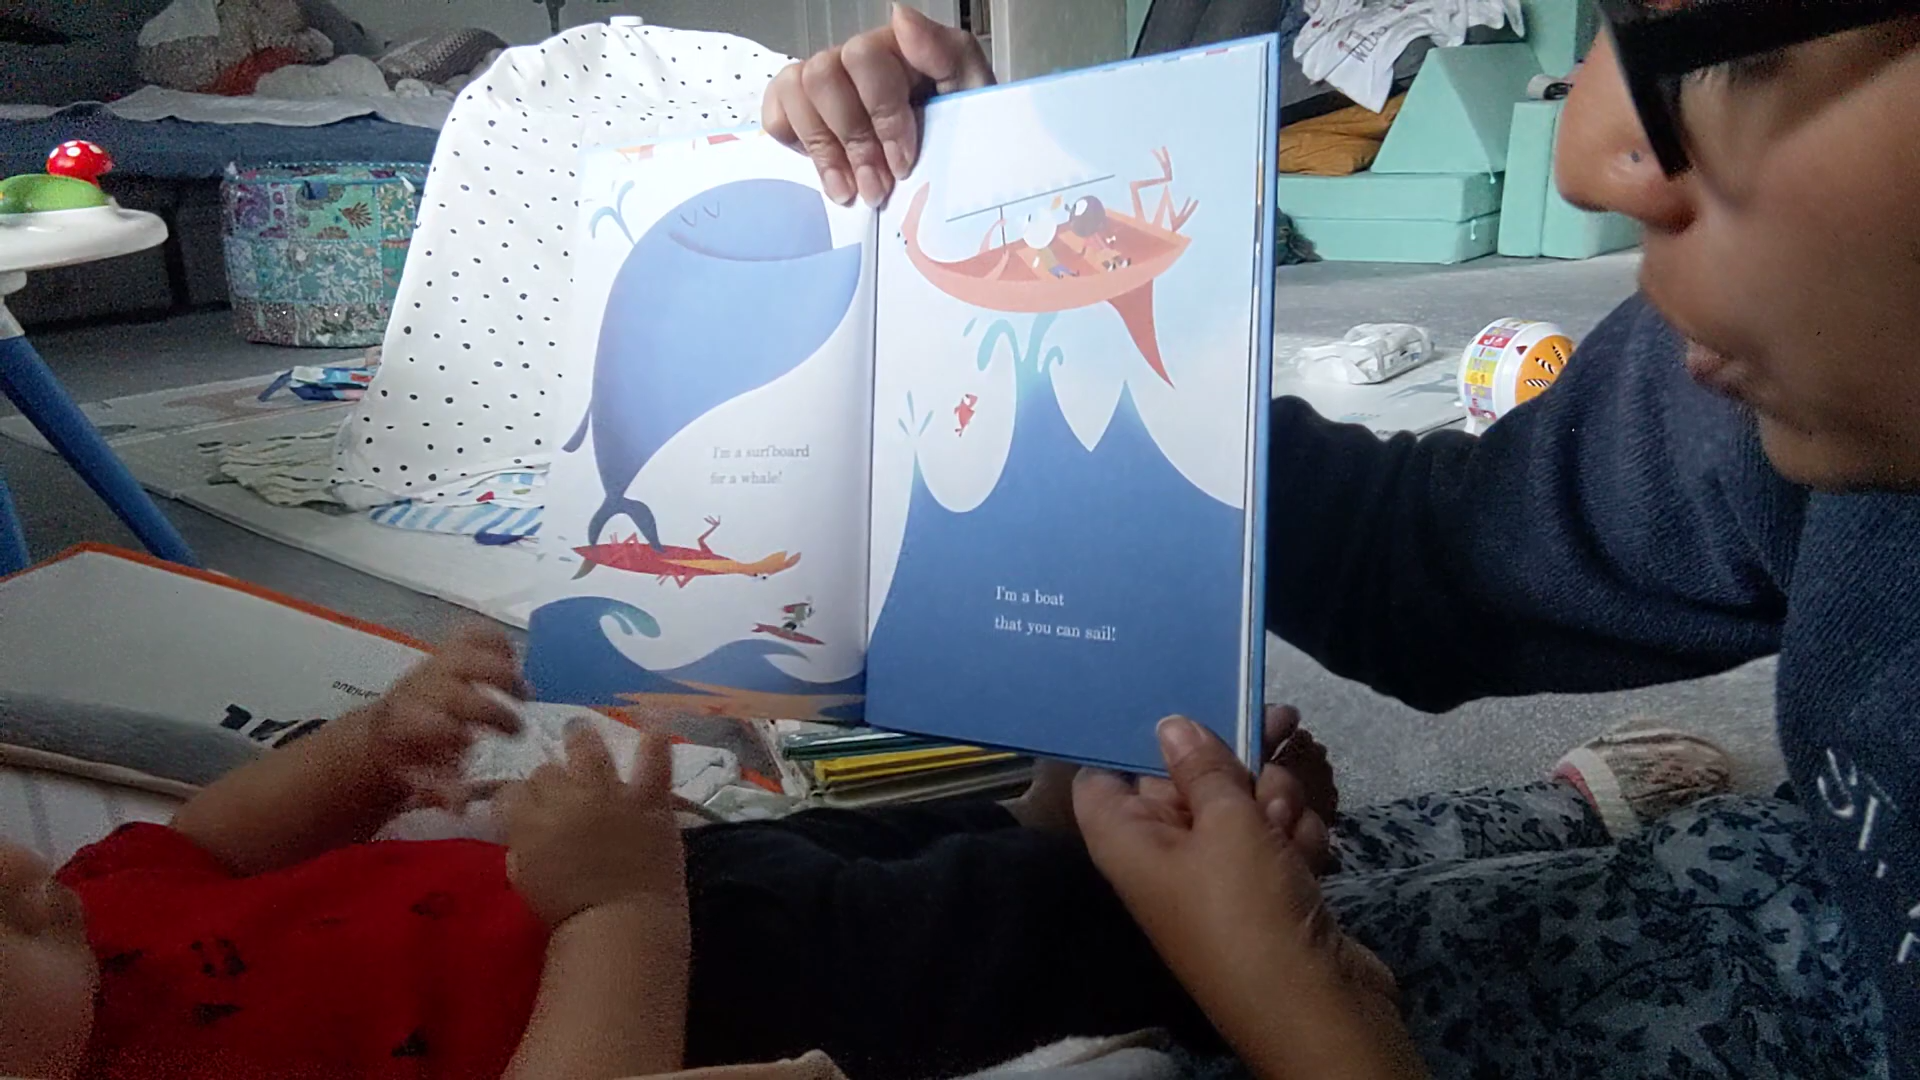 I'm a surfboard
for a whale!
I'm a boat
that you can sail!